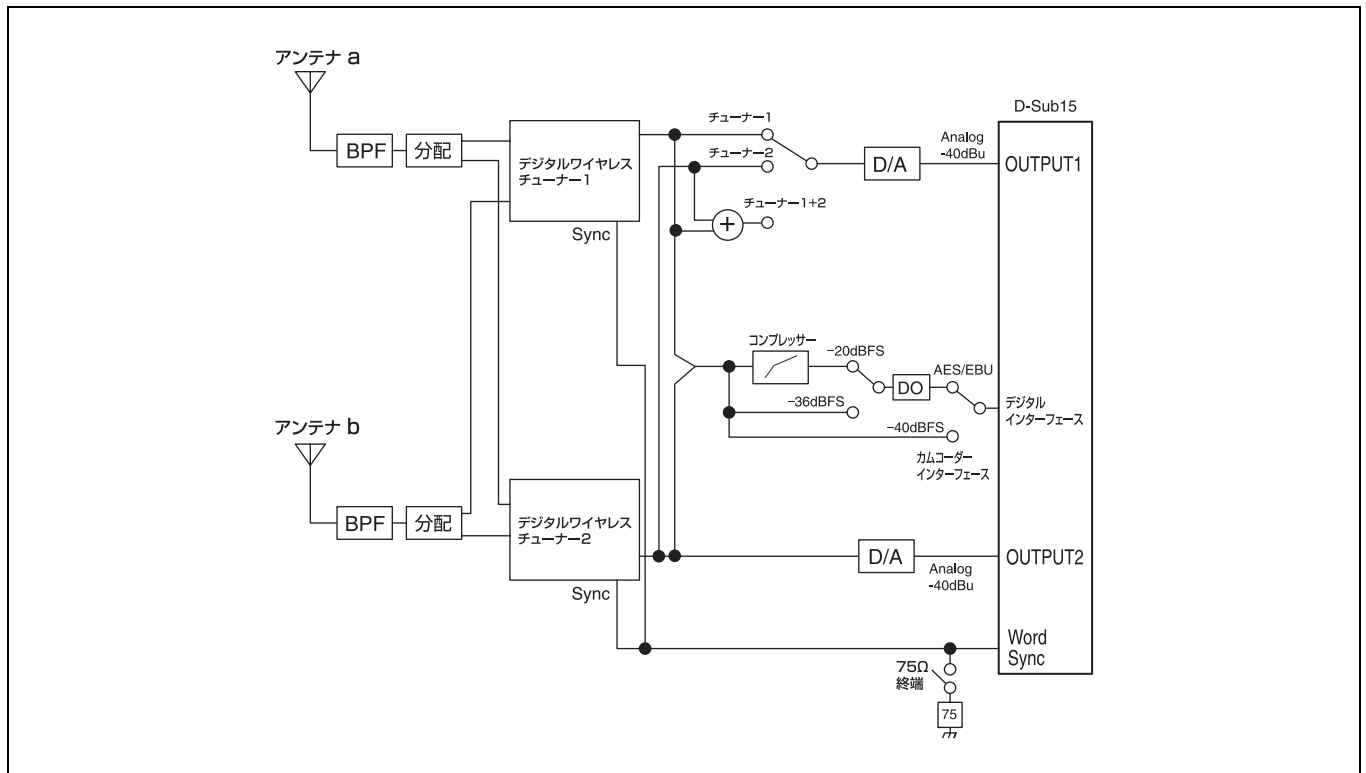 アンテナ a
BPF
分配
デジタルワイヤレス
チューナー1
Sync
チューナー1
チューナー2
チューナー1+2
+
D/A
Analog
-40dBu
D-Sub15
OUTPUT1
コンプレッサー
−20dBFS
−36dBFS
−40dBFS
DO
AES/EBU
カムコーダー
インターフェース
デジタル
インターフェース
アンテナ b
BPF
分配
デジタルワイヤレス
チューナー2
Sync
D/A
Analog
-40dBu
OUTPUT2
Word
Sync
75Ω
終端
75